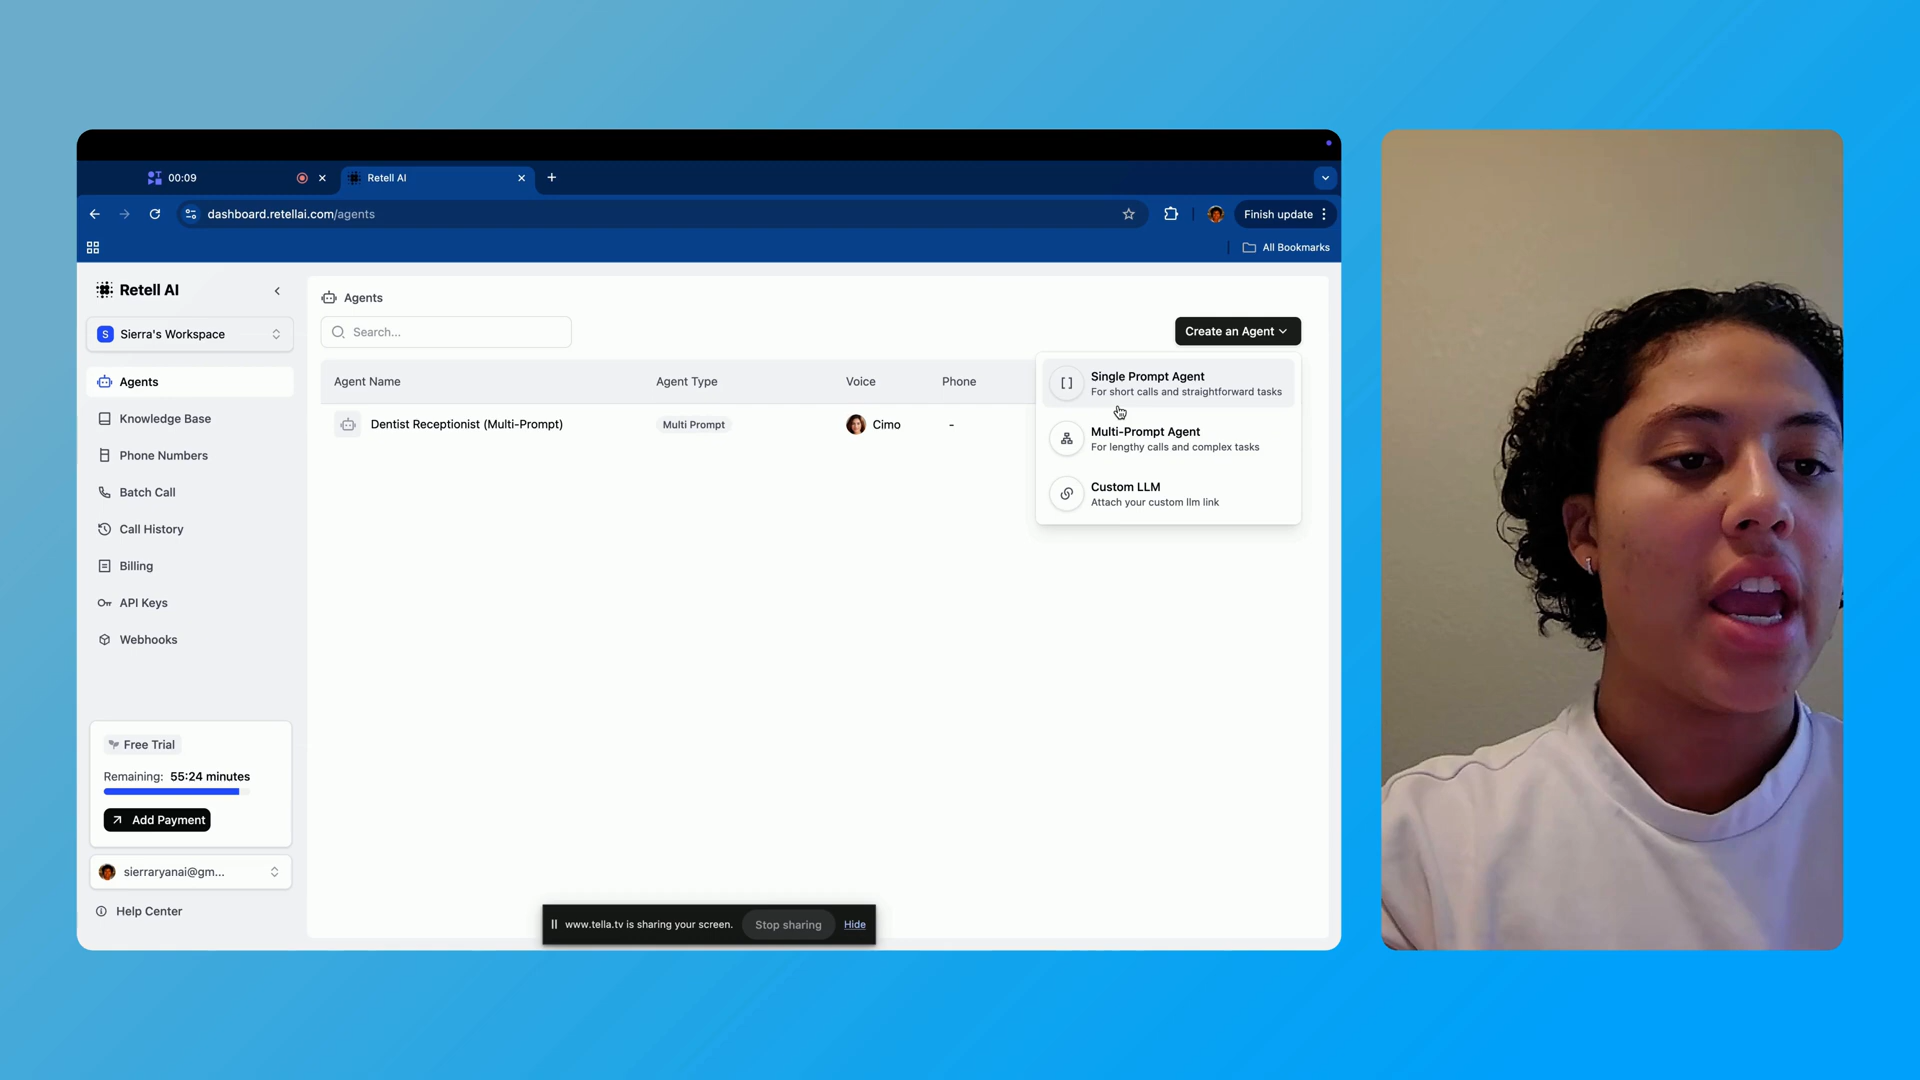 00:09
Retell AI
dashboard.retellai.com/agents
Finish update
All Bookmarks
Retell AI
S Sierra's Workspace
Agents
Knowledge Base
Phone Numbers
Batch Call
Call History
Billing
API Keys
Webhooks
Free Trial
Remaining: 55:24 minutes
Add Payment
sierraryanai@gm...
Help Center
Agents
Search...
Create an Agent
Agent Name Agent Type Voice Phone
Dentist Receptionist (Multi-Prompt) Multi Prompt Cimo -
Single Prompt Agent
For short calls and straightforward tasks
Multi-Prompt Agent
For lengthy calls and complex tasks
Custom LLM
Attach your custom llm link
www.tella.tv is sharing your screen. Stop sharing Hide